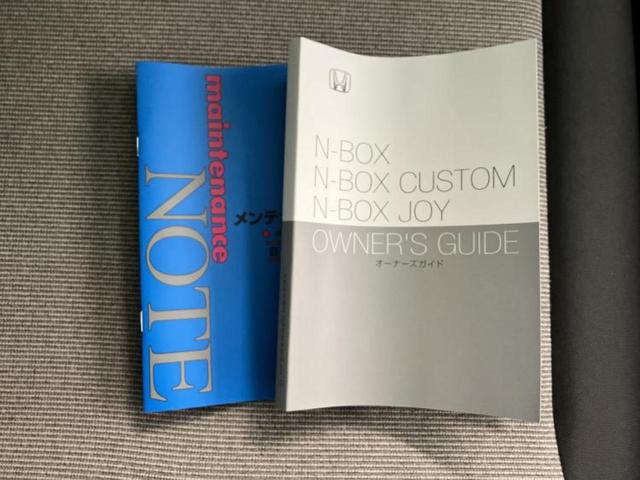 maintenance
NOTE
メンテ
N-BOX
N-BOX CUSTOM
N-BOX JOY
OWNER'S GUIDE
オーナーズガイド